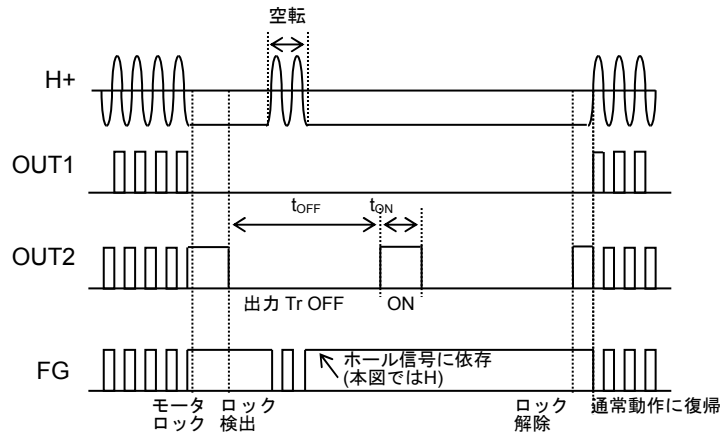 空転
H+
OUT1
tOFF
tON
OUT2
出力 Tr OFF
ON
FG
ホール信号に依存
(本図ではH)
モータ
ロック
ロック
検出
ロック
解除
通常動作に復帰